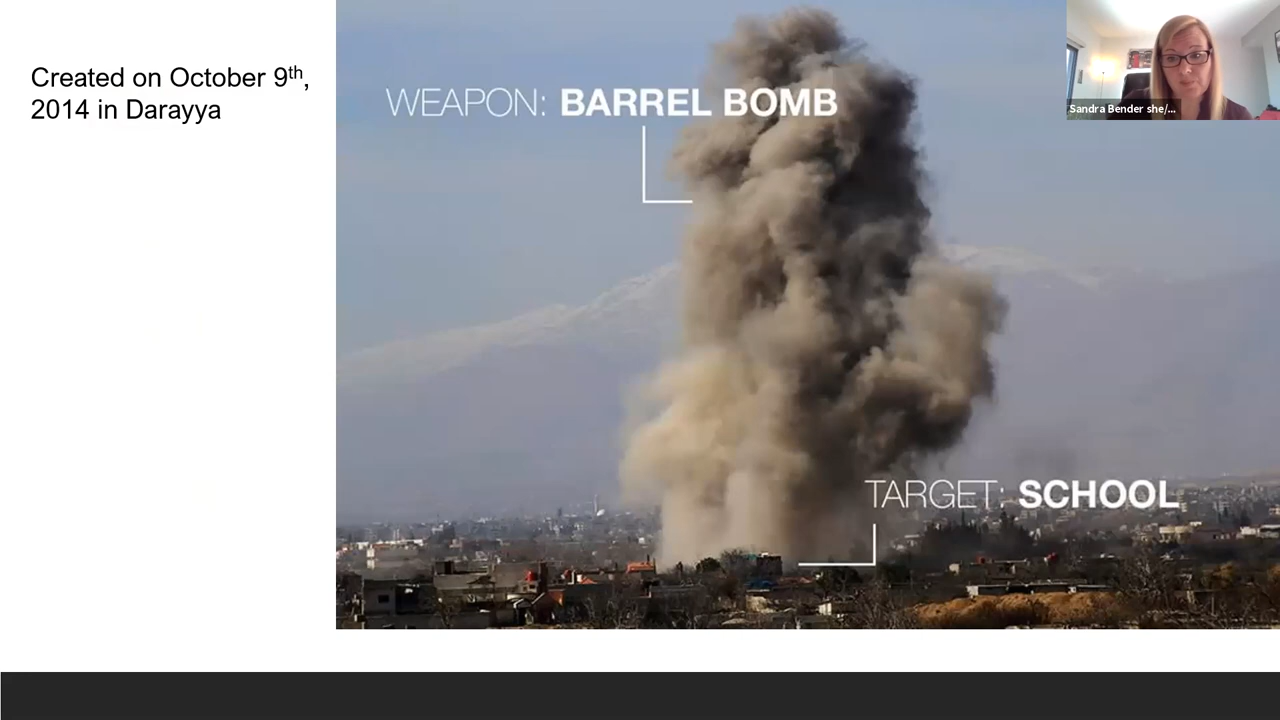 Created on October 9th,
2014 in Darayya
WEAPON: BARREL BOMB
TARGET: SCHOOL
Sandra Bender she/...